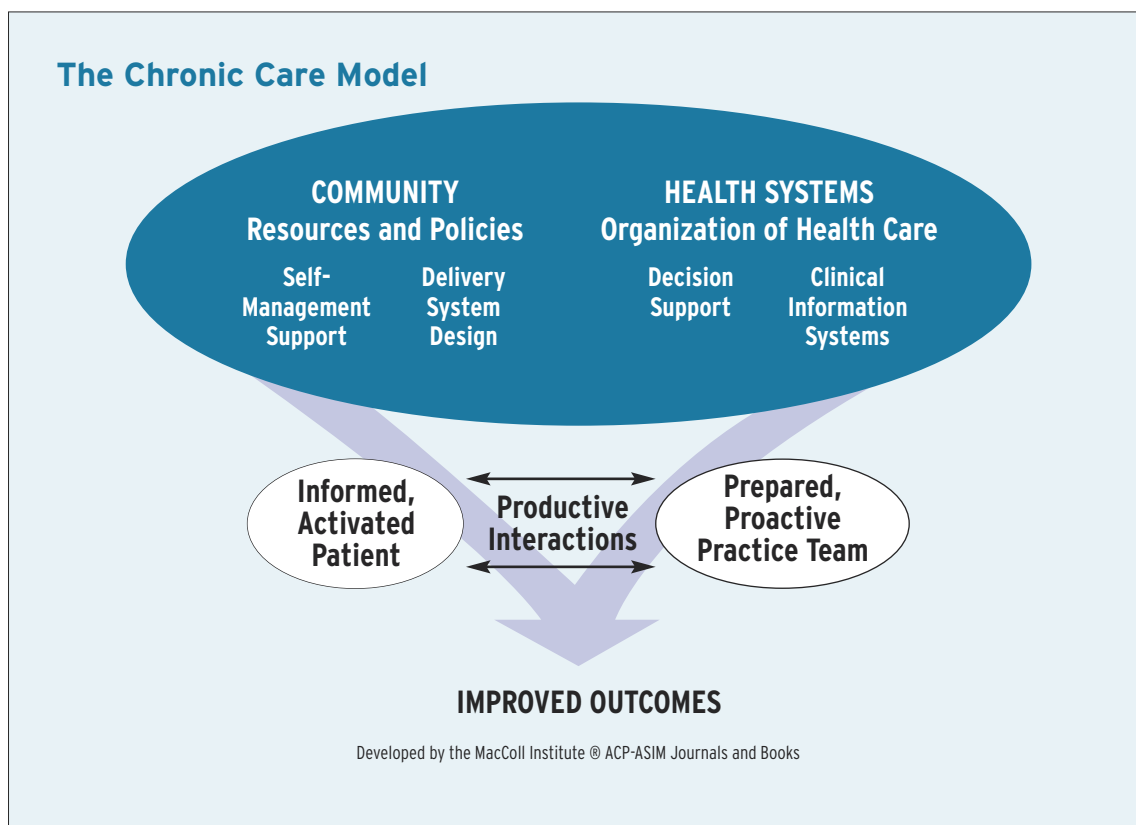 The Chronic Care Model
COMMUNITY
Resources and Policies
Self-
Management
Support
Delivery
System
Design
HEALTH SYSTEMS
Organization of Health Care
Decision
Support
Clinical
Information
Systems
Informed,
Activated
Patient
Productive
Interactions
Prepared,
Proactive
Practice Team
IMPROVED OUTCOMES
Developed by the MacColl Institute ® ACP-ASIM Journals and Books